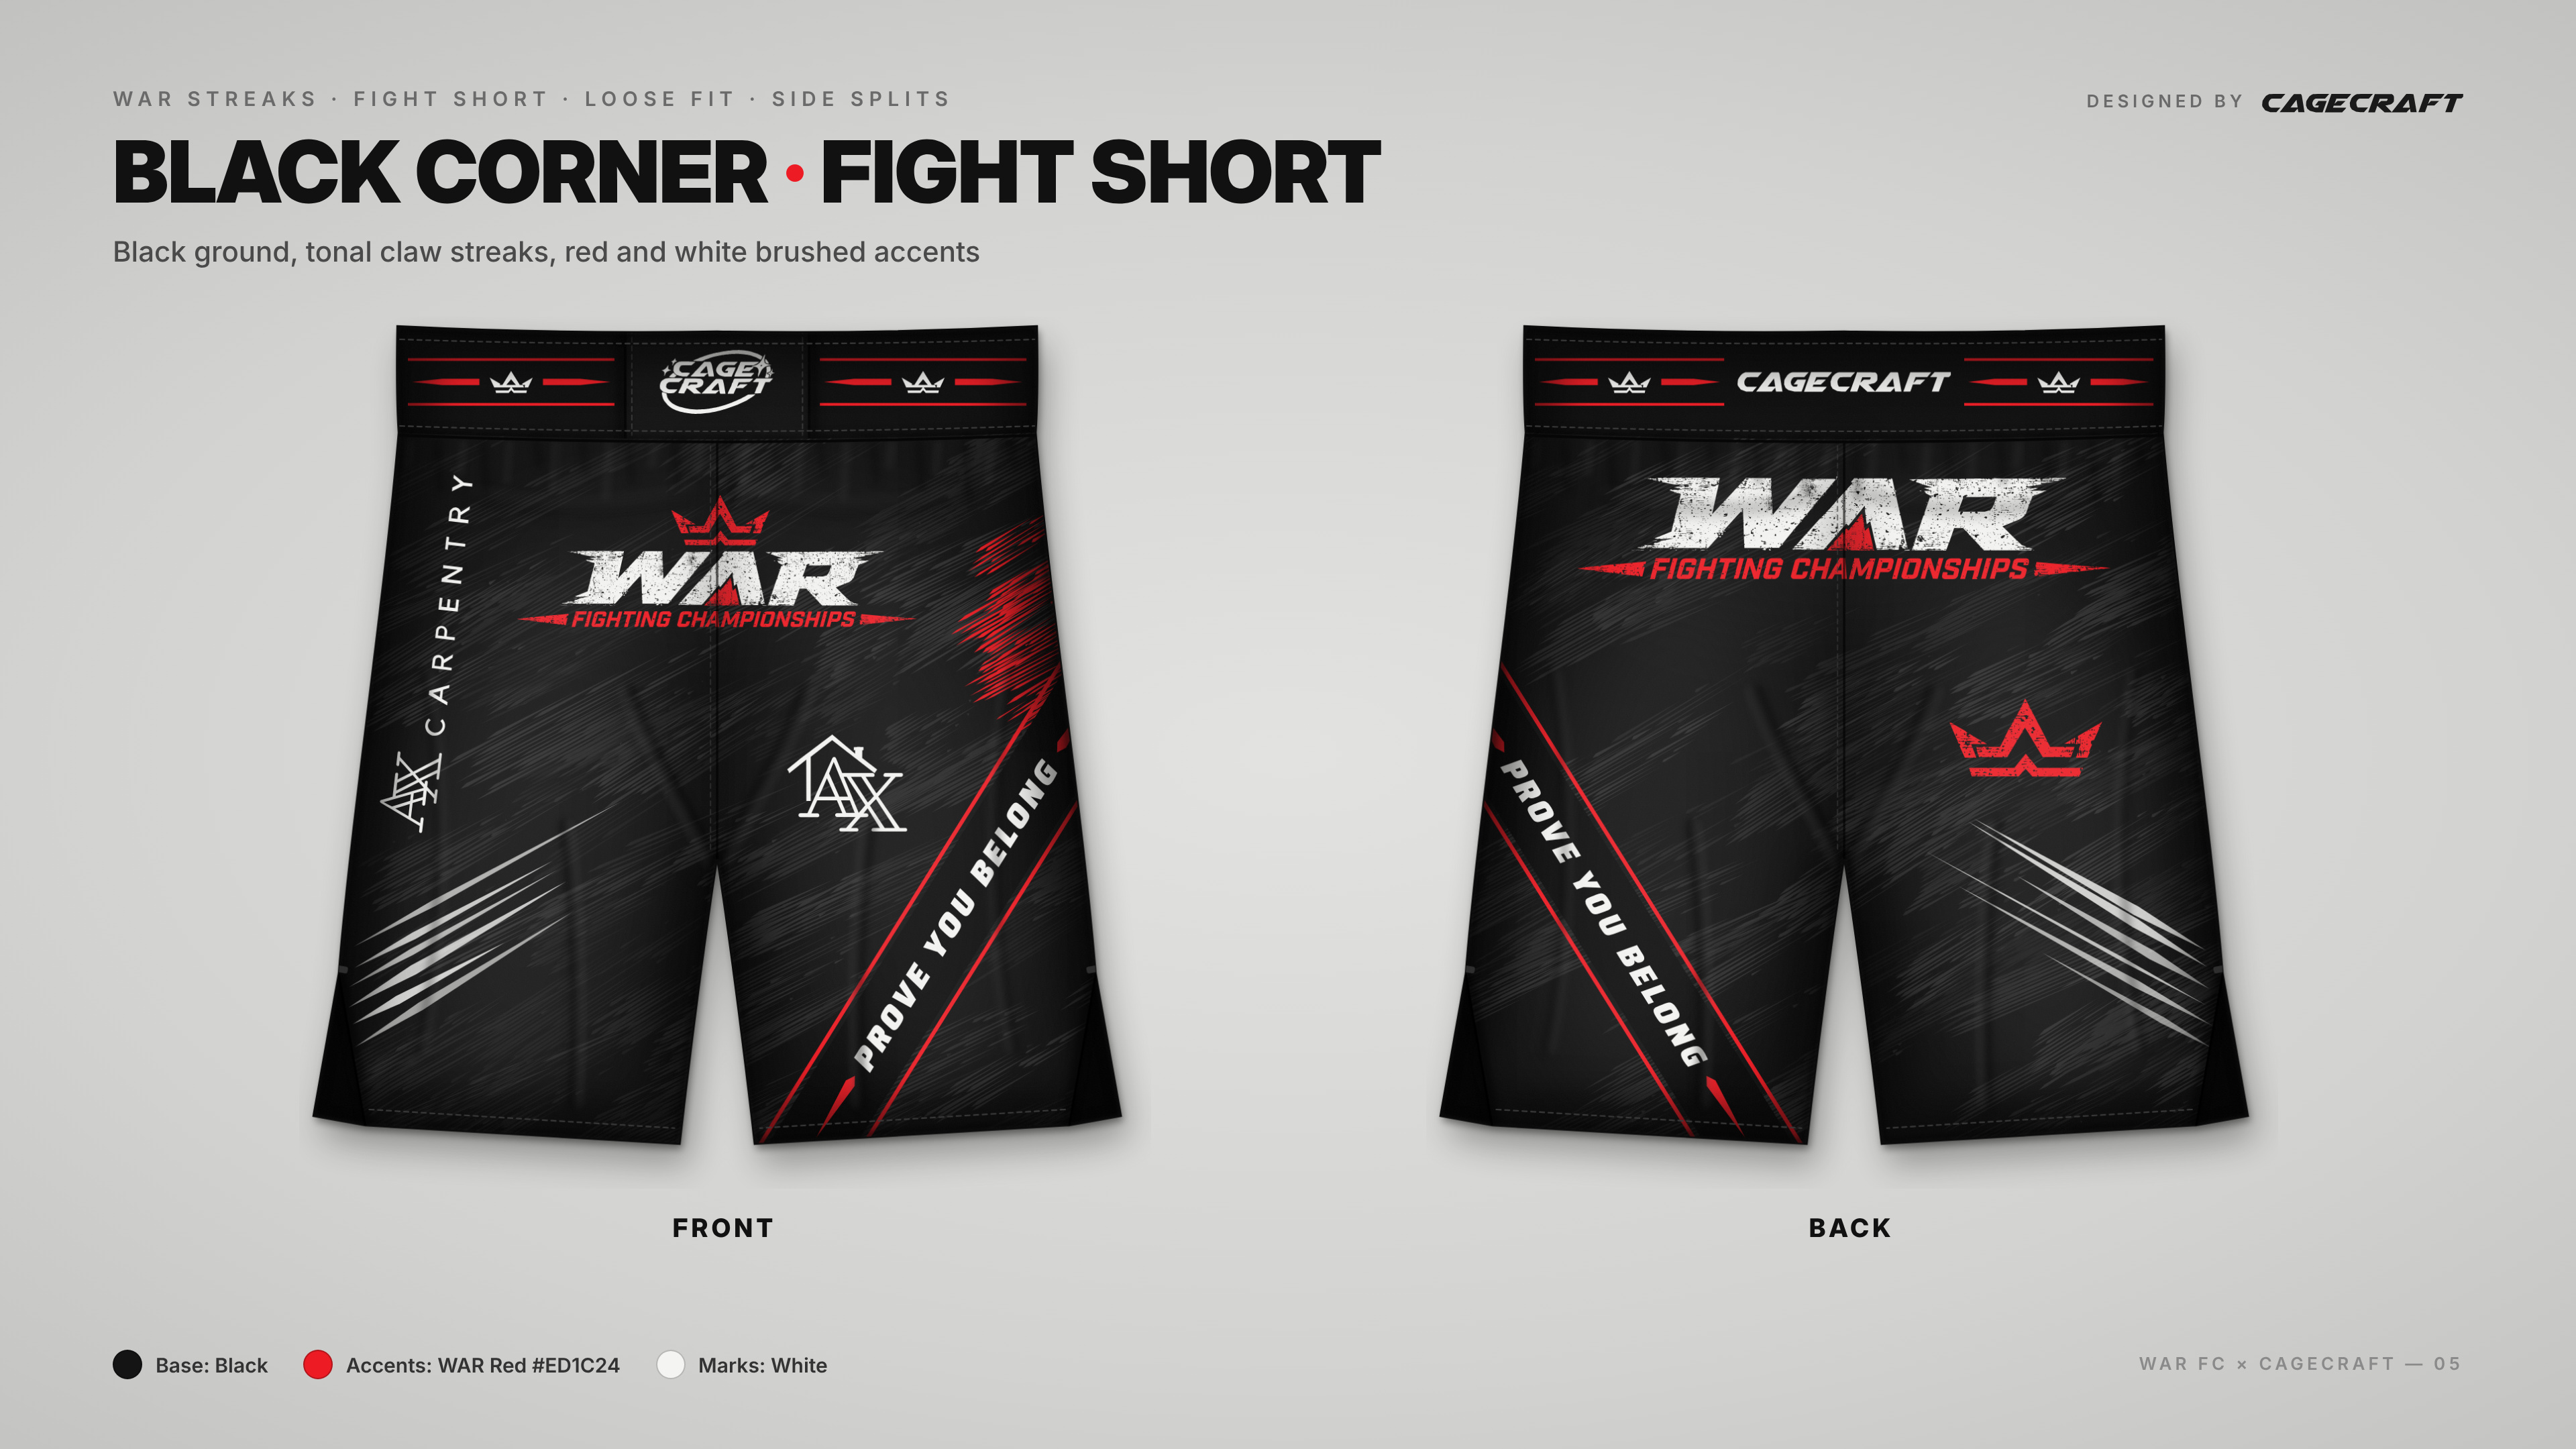 WAR STREAKS · FIGHT SHORT · LOOSE FIT · SIDE SPLITS
DESIGNED BY CAGECRAFT
BLACK CORNER · FIGHT SHORT
Black ground, tonal claw streaks, red and white brushed accents
CAGE
CRAFT
WAR
FIGHTING CHAMPIONSHIPS
AX CARPENTRY
AX
PROVE YOU BELONG
CAGECRAFT
WAR
FIGHTING CHAMPIONSHIPS
PROVE YOU BELONG
FRONT
BACK
Base: Black
Accents: WAR Red #ED1C24
Marks: White
WAR FC × CAGECRAFT — 05